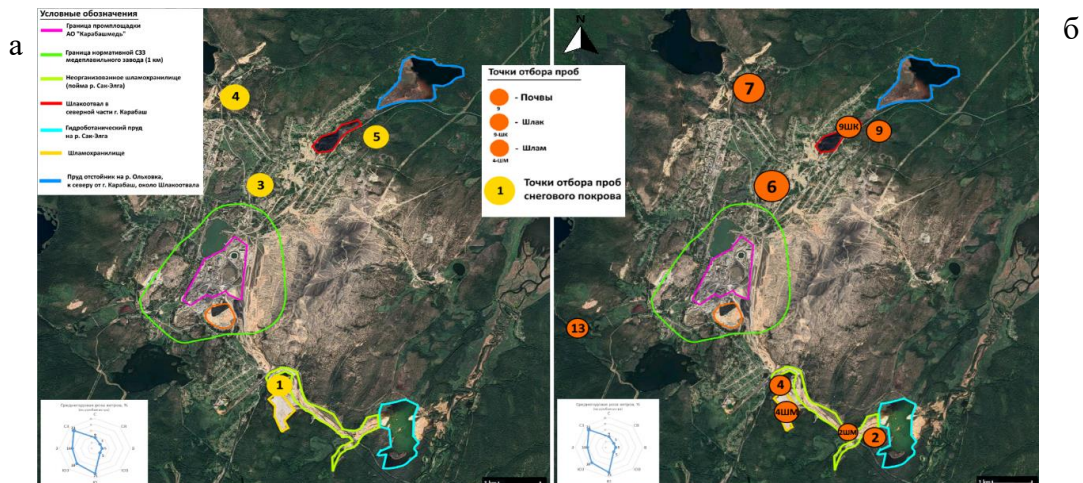 а
Условные обозначения
Граница промплощадки
АО "Карабашмедь"
Граница нормативной СЗЗ
медеплавильного завода (1 км)
Неорганизованное шламохранилище
(пойма р. Сак-Элга)
Шлакоотвал в
северной части г. Карабаш
Гидроботанический пруд
на р. Сак-Элга
Шламохранилище
Пруд отстойник на р. Ольховка,
к северу от г. Карабаш, около Шлакоотвала
4
5
3
1
Точки отбора проб
- Почвы
9
- Шлак
9-ШК
- Шлам
4-ШМ
1
Точки отбора проб
снегового покрова
б
7
9ШК
9
6
13
4
4ШМ
2ШМ
2